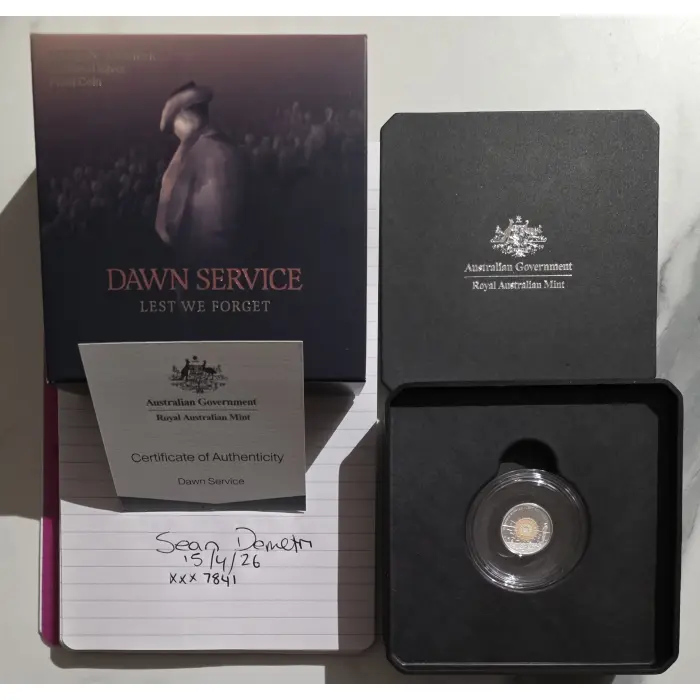 DAWN SERVICE
LEST WE FORGET
Australian Government
Royal Australian Mint
Australian Government
Royal Australian Mint
Certificate of Authenticity
Dawn Service
Sean Demetri
15/4/26
xxx 7841